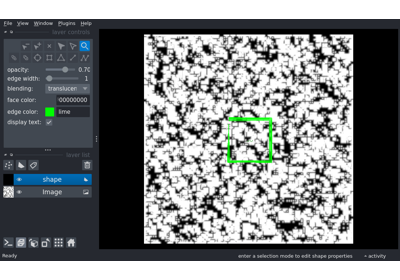 File View Window Plugins Help
layer controls
opacity: 0.70
edge width: 1
blending: translucen
face color: 00000000
edge color: lime
display text:
layer list
shape
Image
Ready enter a selection mode to edit shape properties activity